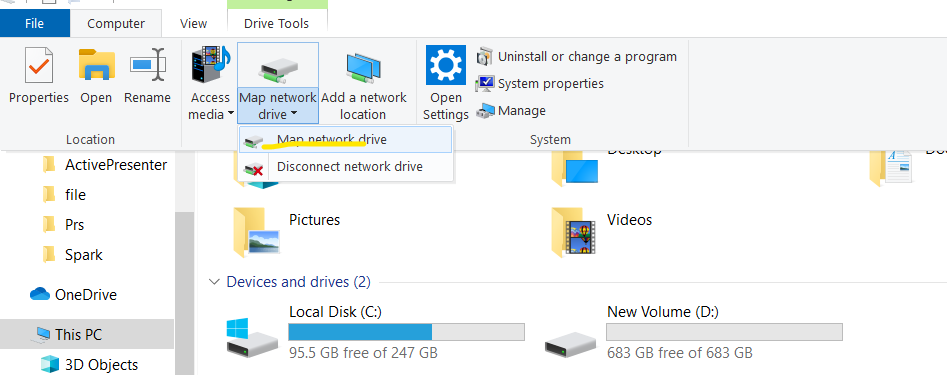 File
Computer
View
Drive Tools
Properties
Open
Rename
Access
media
Map network
drive
Add a network
location
Open
Settings
Uninstall or change a program
System properties
Manage
Location
System
Map network drive
Disconnect network drive
ActivePresenter
file
Prs
Spark
OneDrive
This PC
3D Objects
Desktop
Pictures
Videos
Devices and drives (2)
Local Disk (C:)
95.5 GB free of 247 GB
New Volume (D:)
683 GB free of 683 GB